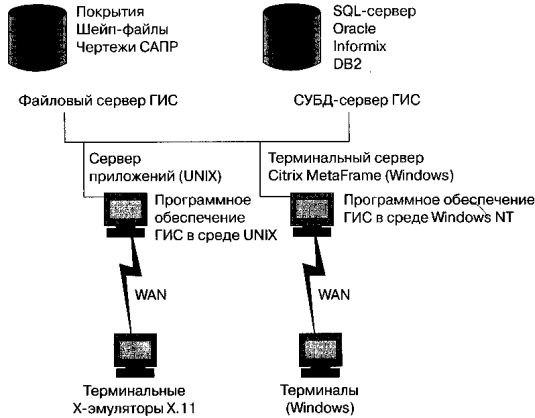 Покрытия
Шейп-файлы
Чертежи САПР
SQL-сервер
Oracle
Informix
DB2
Файловый сервер ГИС
СУБД-сервер ГИС
Сервер
приложений (UNIX)
Терминальный сервер
Citrix MetaFrame (Windows)
Программное
обеспечение
ГИС в среде UNIX
Программное обеспечение
ГИС в среде Windows NT
WAN
WAN
Терминальные
X-эмуляторы X.11
Терминалы
(Windows)